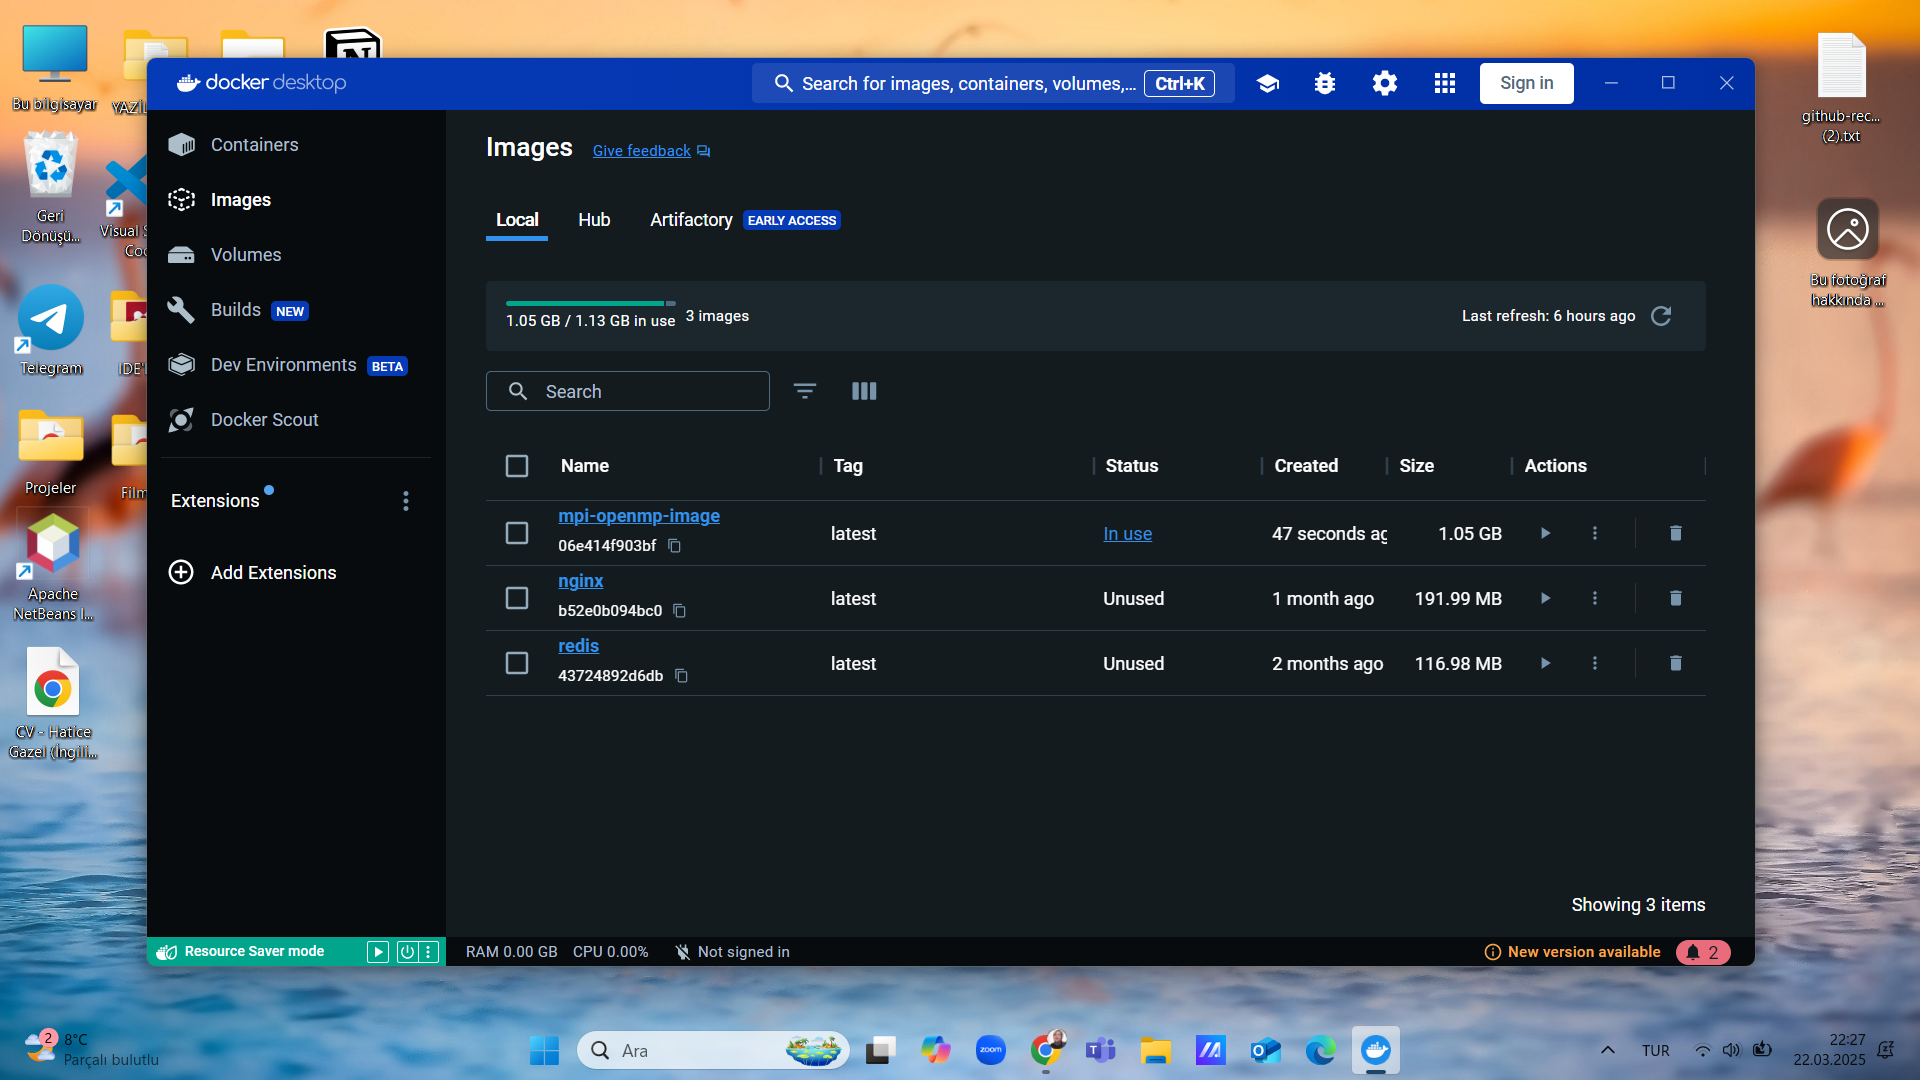 Bu bilgisayar
YAZIL
Geri
Dönüşü...
Visual S
Coc
Telegram
IDE'L
Projeler
Film
Apache
NetBeans I...
CV - Hatice
Gazel (İngili...
github-rec...
(2).txt
Bu fotoğraf
hakkında ...
docker desktop
Search for images, containers, volumes,... Ctrl+K
Sign in
Containers
Images
Volumes
Builds NEW
Dev Environments BETA
Docker Scout
Extensions
Add Extensions
Images Give feedback
Local Hub Artifactory EARLY ACCESS
1.05 GB / 1.13 GB in use 3 images Last refresh: 6 hours ago
Search
Name Tag Status Created Size Actions
mpi-openmp-image
06e414f903bf
latest In use 47 seconds ag 1.05 GB
nginx
b52e0b094bc0
latest Unused 1 month ago 191.99 MB
redis
43724892d6db
latest Unused 2 months ago 116.98 MB
Showing 3 items
Resource Saver mode RAM 0.00 GB CPU 0.00% Not signed in New version available 2
2
8°C
Parçalı bulutlu
Ara
zoom
TUR
22:27
22.03.2025